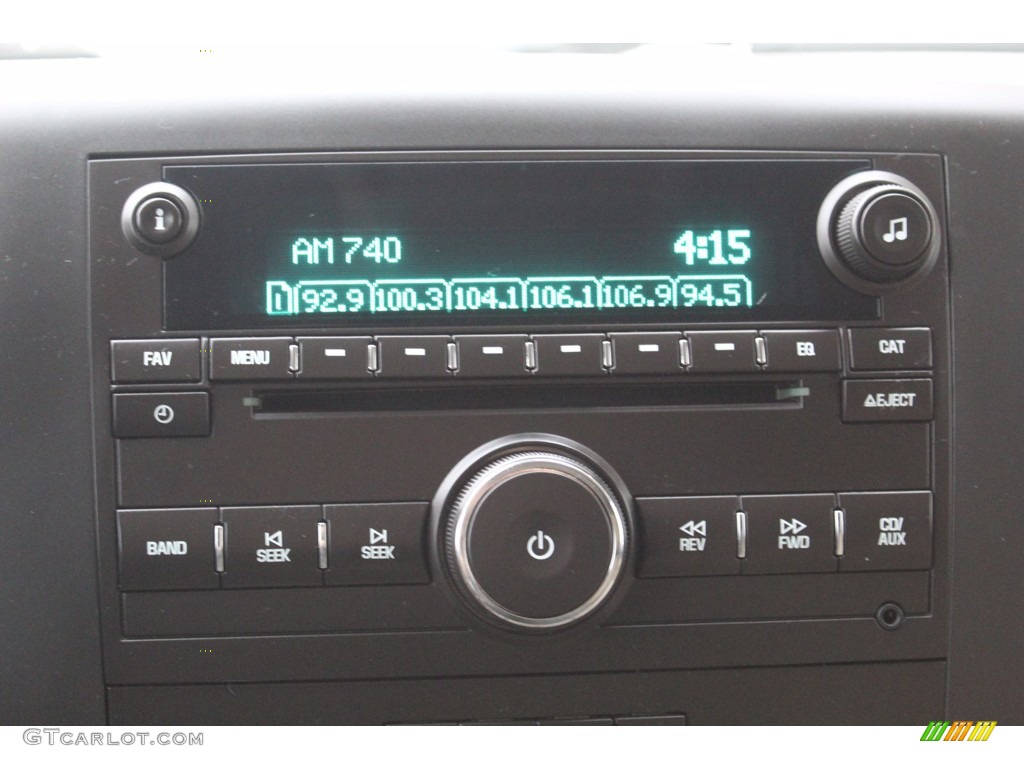 i
AM 740 4:15
1 92.9 100.3 104.1 106.1 106.9 94.5
FAV MENU EQ CAT
EJECT
BAND SEEK SEEK REV FWD CD/
AUX
GTCARLOT.COM